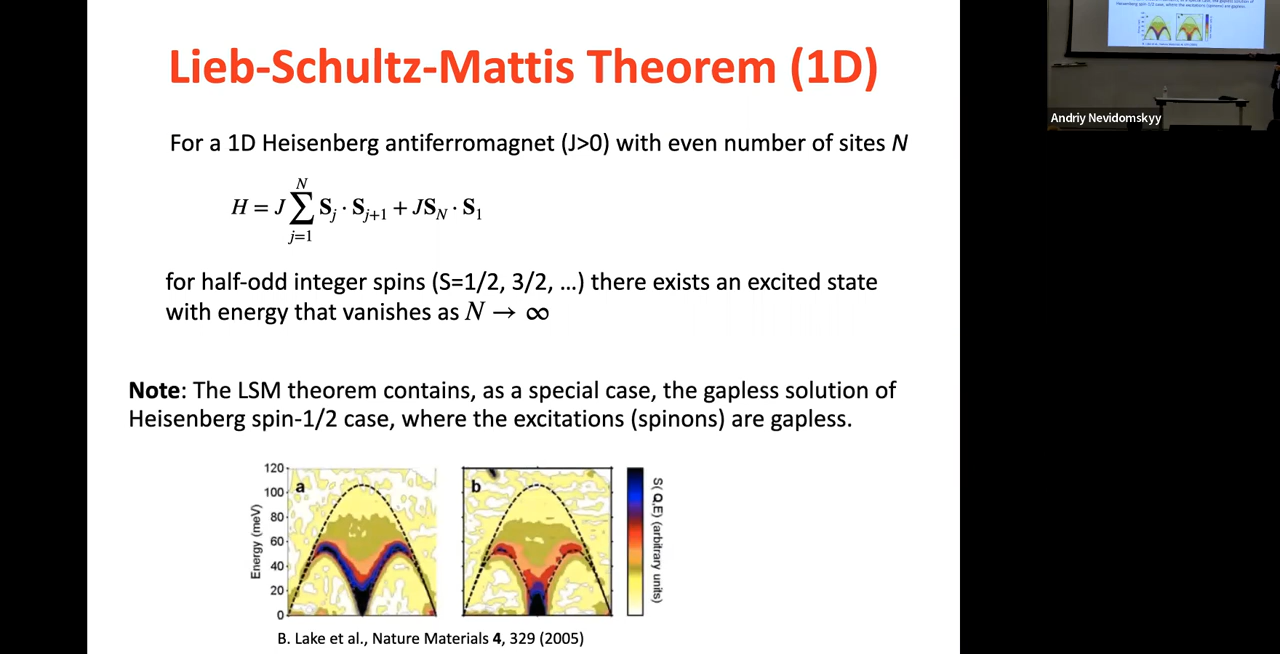 Lieb-Schultz-Mattis Theorem (1D)
For a 1D Heisenberg antiferromagnet (J>0) with even number of sites N
H = J \sum_{j=1}^{N} S_j · S_{j+1} + JS_N · S_1
for half-odd integer spins (S=1/2, 3/2, ...) there exists an excited state
with energy that vanishes as N → ∞
Note: The LSM theorem contains, as a special case, the gapless solution of
Heisenberg spin-1/2 case, where the excitations (spinons) are gapless.
Energy (meV)
120
100
80
60
40
20
0
a
b
S( Q,E) (arbitrary units)
B. Lake et al., Nature Materials 4, 329 (2005)
Andriy Nevidomskyy